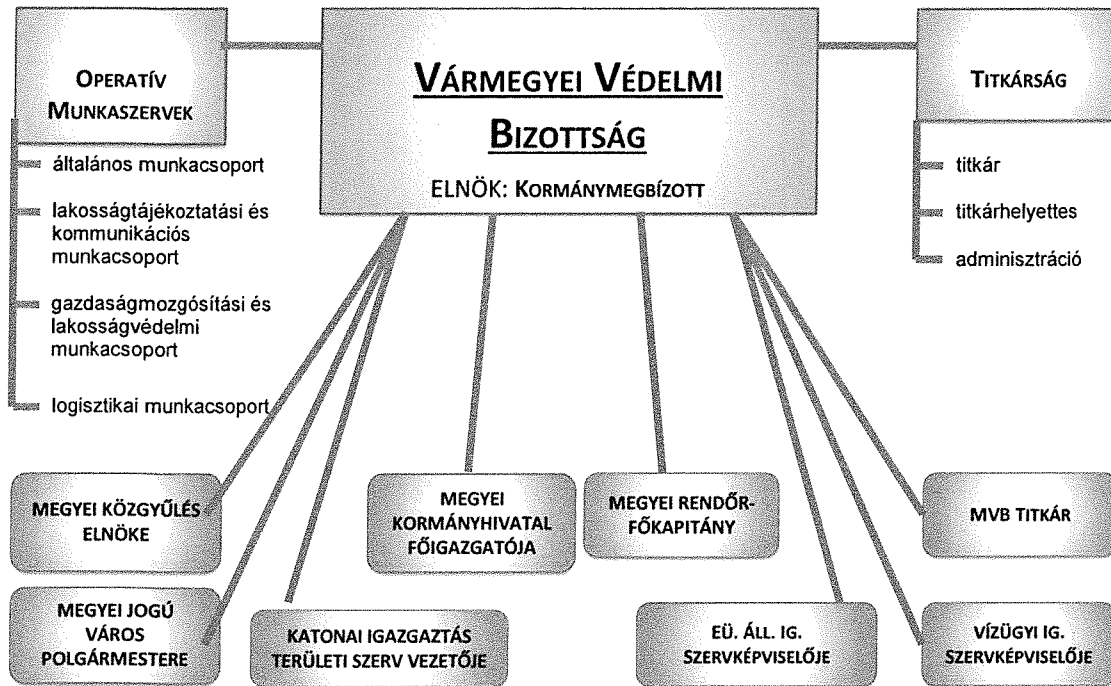 OPERATÍV
MUNKASZERVEK
általános munkacsoport
lakosságtájékoztatási és
kommunikációs
munkacsoport
gazdaságmozgósítási és
lakosságvédelmi
munkacsoport
logisztikai munkacsoport
VÁRMEGYEI VÉDELMI
BIZOTTSÁG
ELNÖK: KORMÁNYMEGBÍZOTT
TITKÁRSÁG
titkár
titkárhelyettes
adminisztráció
MEGYEI KÖZGYŰLÉS
ELNÖKE
MEGYEI
KORMÁNYHIVATAL
FŐIGAZGATÓJA
MEGYEI RENDŐR-
FŐKAPITÁNY
MVB TITKÁR
MEGYEI JOGÚ
VÁROS
POLGÁRMESTERE
KATONAI IGAZGAZTÁS
TERÜLETI SZERV VEZETŐJE
EÜ. ÁLL. IG.
SZERVKÉPVISELŐJE
VÍZÜGYI IG.
SZERVKÉPVISELŐJE